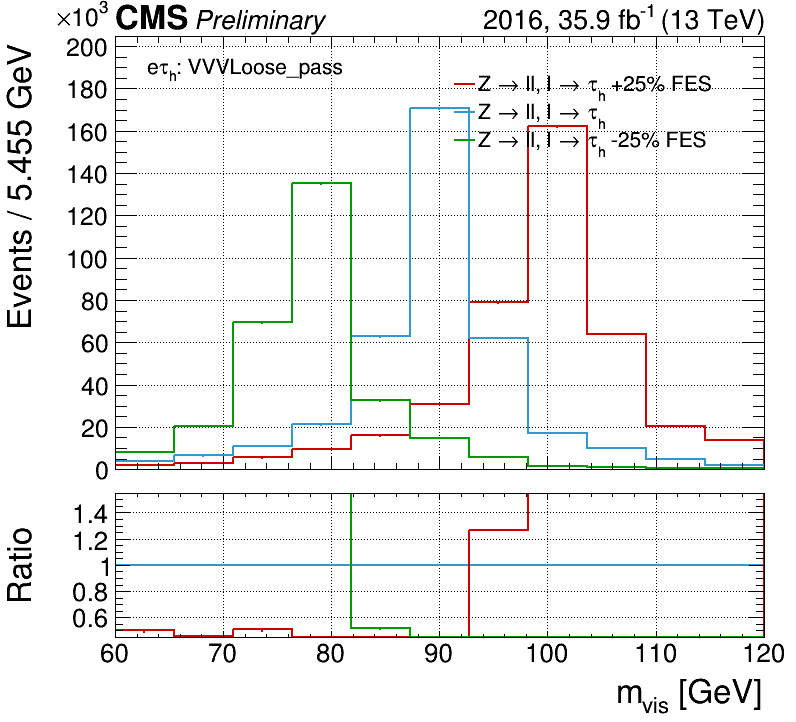 ×10³ CMS Preliminary 2016, 35.9 fb⁻¹ (13 TeV)
eτₕ: VVVLoose_pass
Z → ll, l → τₕ +25% FES
Z → ll, l → τₕ
Z → ll, l → τₕ -25% FES
Events / 5.455 GeV
200
180
160
140
120
100
80
60
40
20
0
Ratio
1.4
1.2
1
0.8
0.6
60 70 80 90 100 110 120
m_vis [GeV]